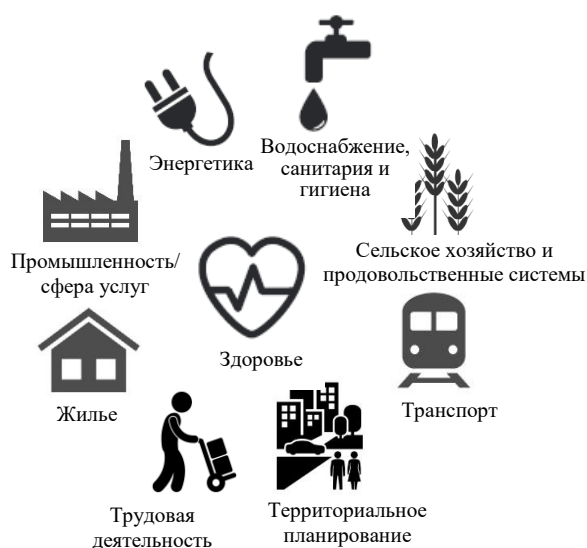 Энергетика
Водоснабжение,
санитария и
гигиена
Промышленность/
сфера услуг
Сельское хозяйство и
продовольственные системы
Здоровье
Жилье
Транспорт
Трудовая
деятельность
Территориальное
планирование